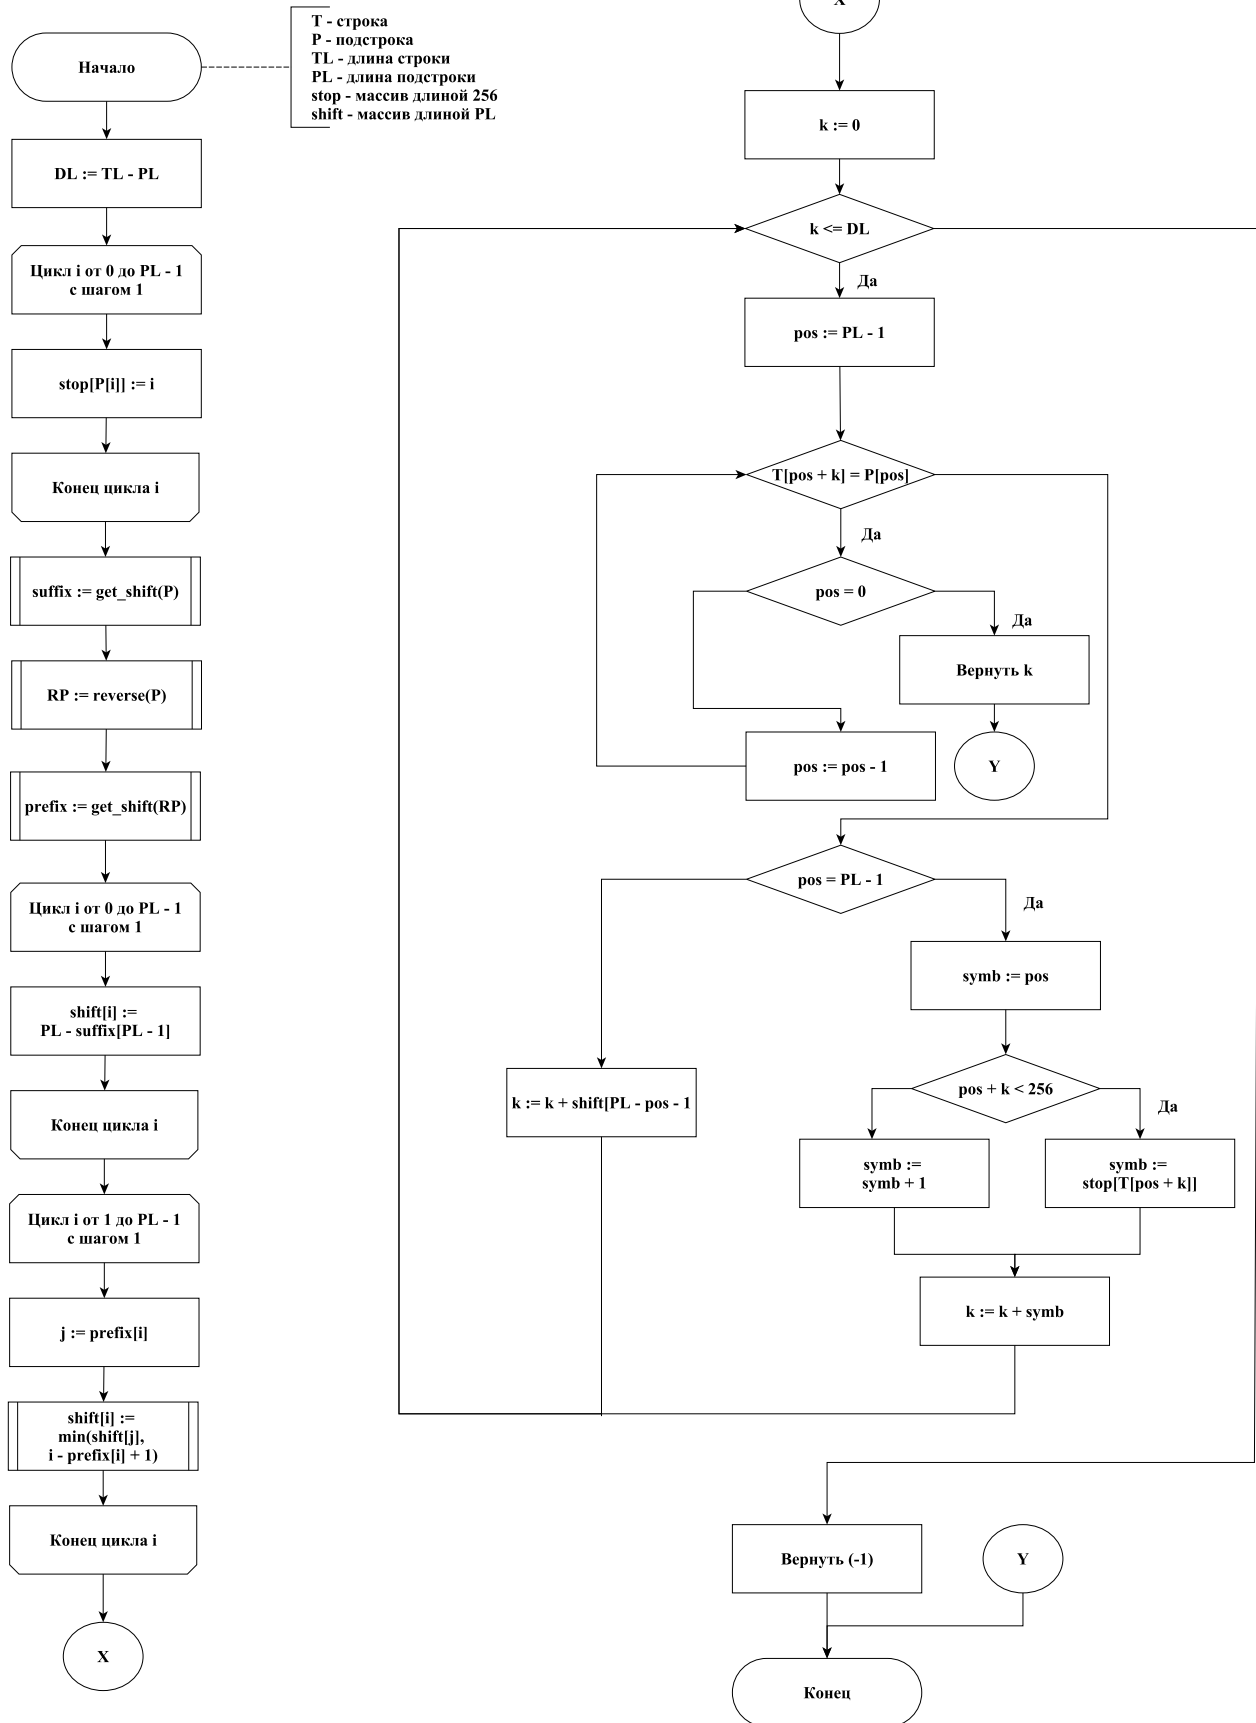 Начало
T - строка
P - подстрока
TL - длина строки
PL - длина подстроки
stop - массив длиной 256
shift - массив длиной PL
DL := TL - PL
Цикл i от 0 до PL - 1
с шагом 1
stop[P[i]] := i
Конец цикла i
suffix := get_shift(P)
RP := reverse(P)
prefix := get_shift(RP)
Цикл i от 0 до PL - 1
с шагом 1
shift[i] :=
PL - suffix[PL - 1]
Конец цикла i
Цикл i от 1 до PL - 1
с шагом 1
j := prefix[i]
shift[i] :=
min(shift[j],
i - prefix[i] + 1)
Конец цикла i
X
X
k := 0
k <= DL
Да
pos := PL - 1
T[pos + k] = P[pos]
Да
pos = 0
Да
Вернуть k
Y
pos := pos - 1
pos = PL - 1
Да
symb := pos
pos + k < 256
Да
k := k + shift[PL - pos - 1
symb :=
symb + 1
symb :=
stop[T[pos + k]]
k := k + symb
Вернуть (-1)
Y
Конец